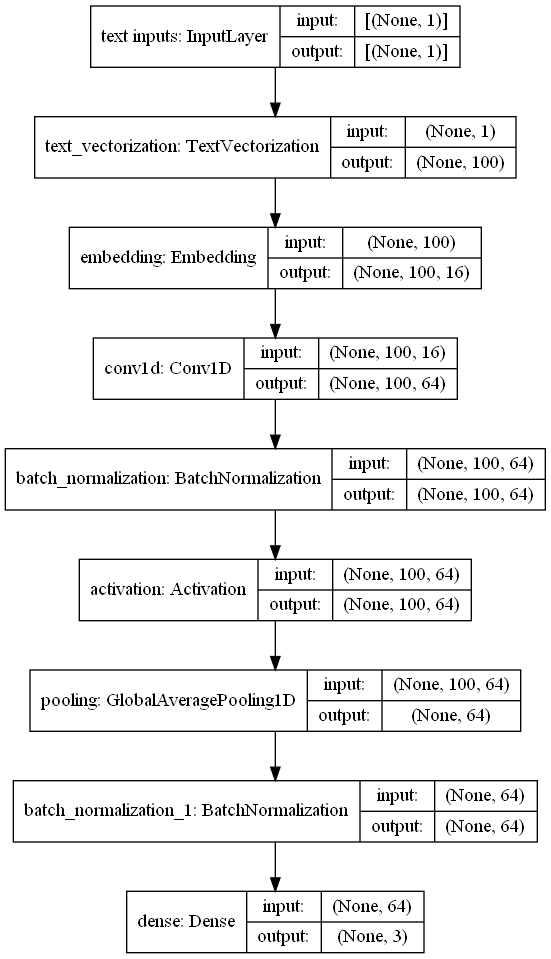 text inputs: InputLayer
input: [(None, 1)]
output: [(None, 1)]
text_vectorization: TextVectorization
input: (None, 1)
output: (None, 100)
embedding: Embedding
input: (None, 100)
output: (None, 100, 16)
conv1d: Conv1D
input: (None, 100, 16)
output: (None, 100, 64)
batch_normalization: BatchNormalization
input: (None, 100, 64)
output: (None, 100, 64)
activation: Activation
input: (None, 100, 64)
output: (None, 100, 64)
pooling: GlobalAveragePooling1D
input: (None, 100, 64)
output: (None, 64)
batch_normalization_1: BatchNormalization
input: (None, 64)
output: (None, 64)
dense: Dense
input: (None, 64)
output: (None, 3)